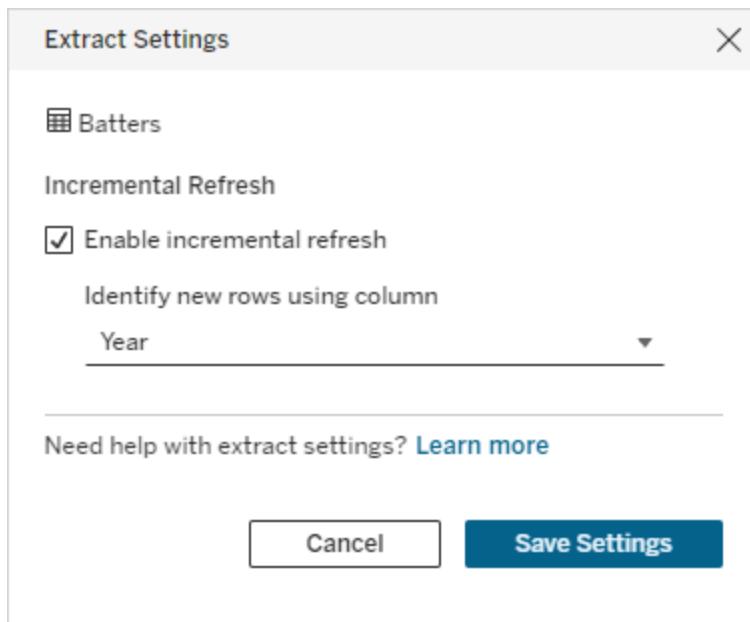 Extract Settings
Batters
Incremental Refresh
Enable incremental refresh
Identify new rows using column
Year
Need help with extract settings? Learn more
Cancel
Save Settings